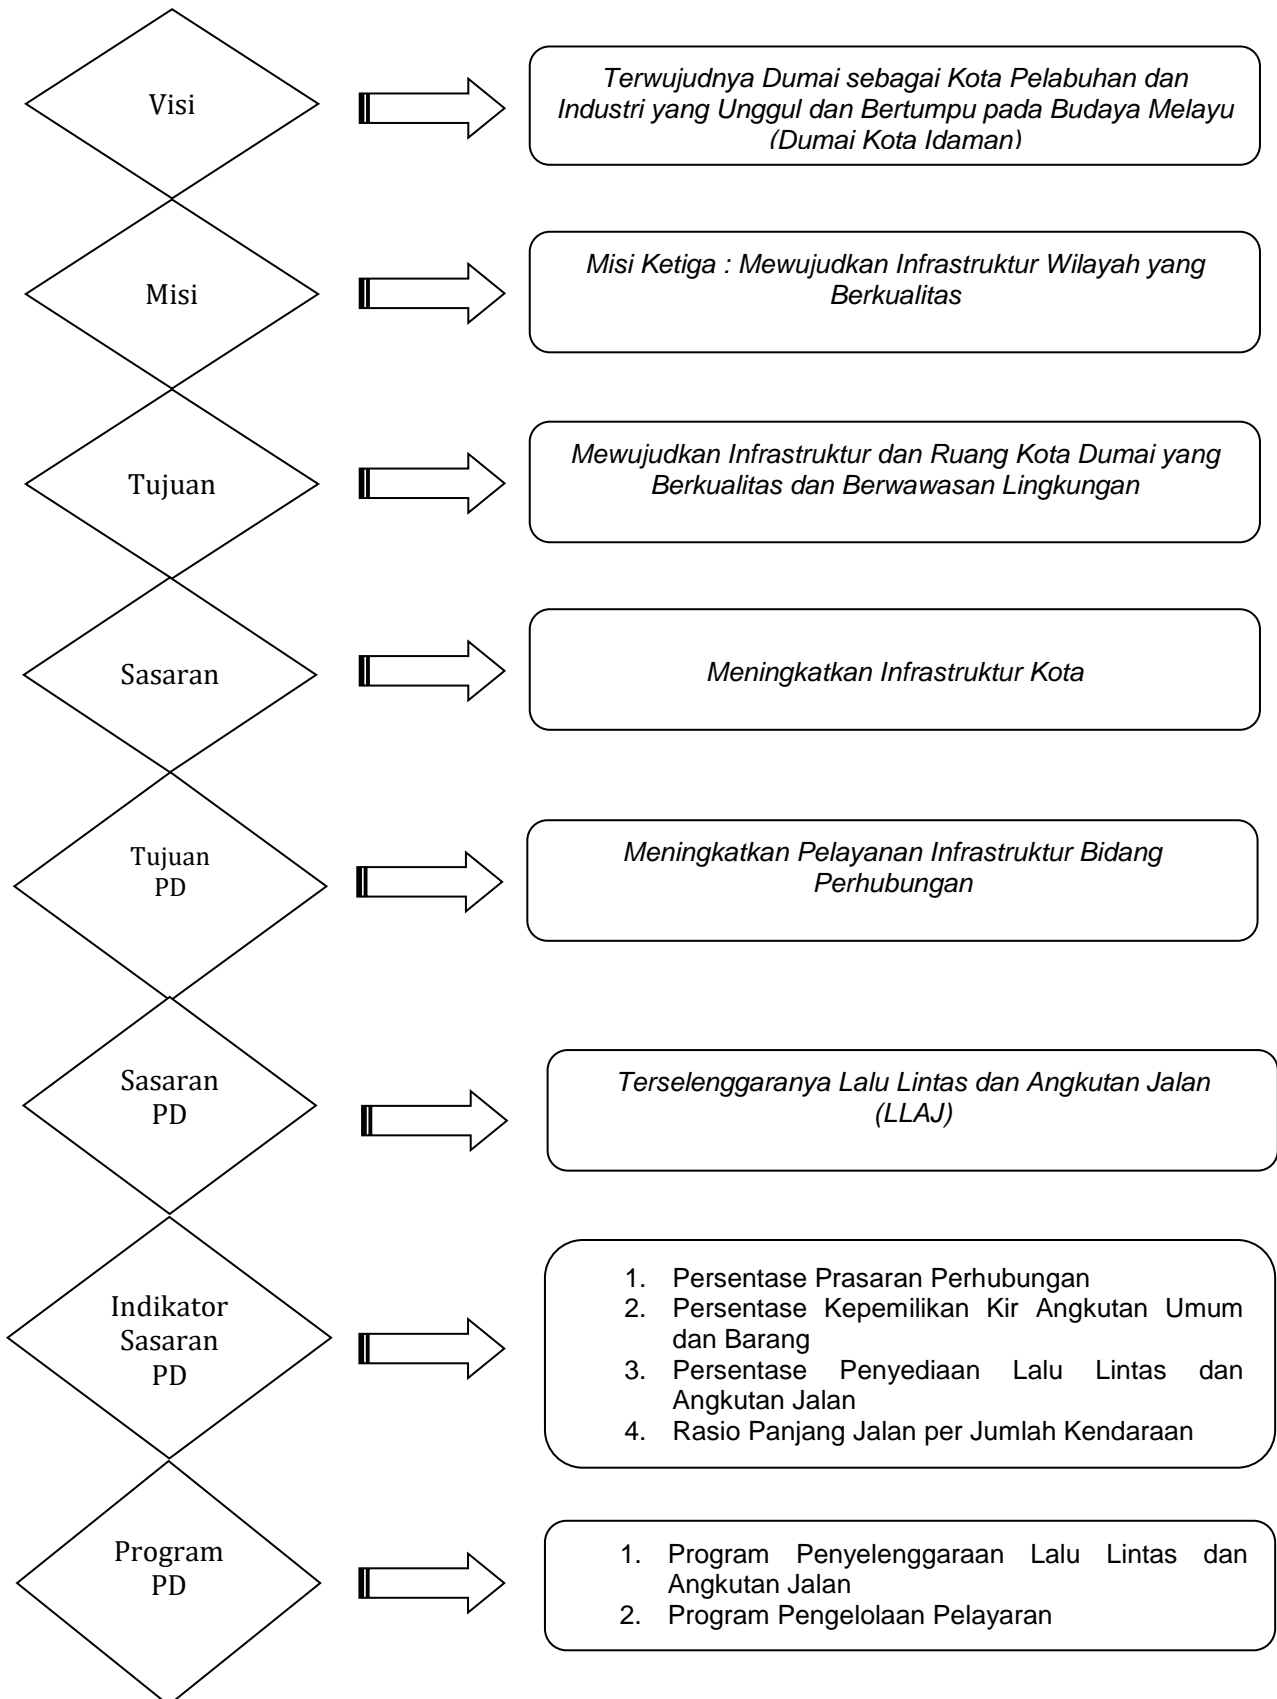 Visi
Terwujudnya Dumai sebagai Kota Pelabuhan dan
Industri yang Unggul dan Bertumpu pada Budaya Melayu
(Dumai Kota Idaman)
Misi
Misi Ketiga : Mewujudkan Infrastruktur Wilayah yang
Berkualitas
Tujuan
Mewujudkan Infrastruktur dan Ruang Kota Dumai yang
Berkualitas dan Berwawasan Lingkungan
Sasaran
Meningkatkan Infrastruktur Kota
Tujuan
PD
Meningkatkan Pelayanan Infrastruktur Bidang
Perhubungan
Sasaran
PD
Terselenggaranya Lalu Lintas dan Angkutan Jalan
(LLAJ)
Indikator
Sasaran
PD
1. Persentase Prasaran Perhubungan
2. Persentase Kepemilikan Kir Angkutan Umum
dan Barang
3. Persentase Penyediaan Lalu Lintas dan
Angkutan Jalan
4. Rasio Panjang Jalan per Jumlah Kendaraan
Program
PD
1. Program Penyelenggaraan Lalu Lintas dan
Angkutan Jalan
2. Program Pengelolaan Pelayaran